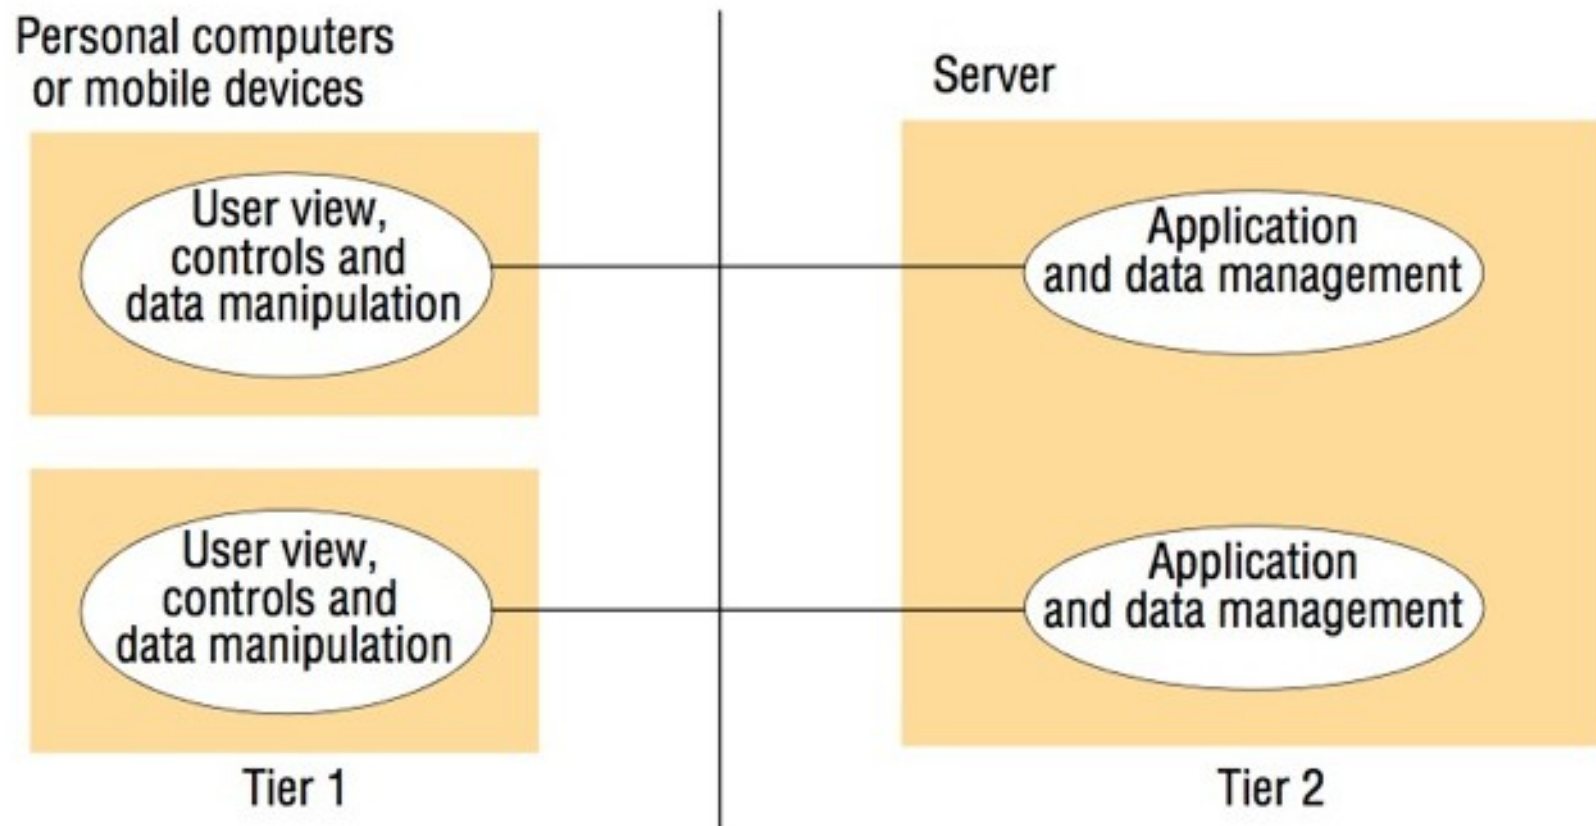 Personal computers
or mobile devices
Server
User view,
controls and
data manipulation
Application
and data management
User view,
controls and
data manipulation
Application
and data management
Tier 1
Tier 2